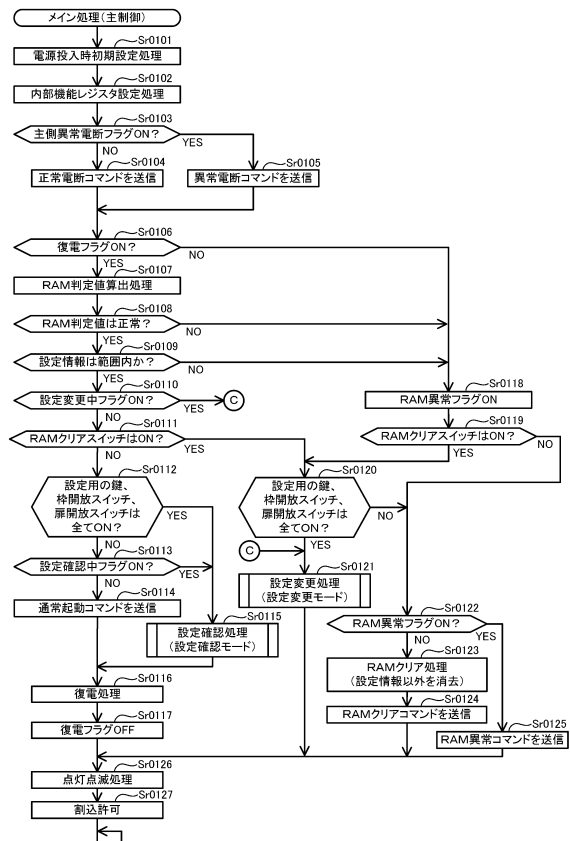 メイン処理(主制御)
Sr0101
電源投入時初期設定処理
Sr0102
内部機能レジスタ設定処理
Sr0103
主側異常電断フラグON?
YES
NO
Sr0104
正常電断コマンドを送信
Sr0105
異常電断コマンドを送信
Sr0106
復電フラグON?
NO
YES
Sr0107
RAM判定値算出処理
Sr0108
RAM判定値は正常?
NO
YES
Sr0109
設定情報は範囲内か?
NO
YES
Sr0110
設定変更中フラグON?
YES
C
NO
Sr0111
RAMクリアスイッチはON?
YES
NO
Sr0118
RAM異常フラグON
Sr0119
RAMクリアスイッチはON?
NO
YES
Sr0112
設定用の鍵、
枠開放スイッチ、
扉開放スイッチは
全てON?
YES
NO
Sr0113
設定確認中フラグON?
YES
NO
Sr0114
通常起動コマンドを送信
Sr0115
設定確認処理
(設定確認モード)
Sr0120
設定用の鍵、
枠開放スイッチ、
扉開放スイッチは
全てON?
NO
YES
C
Sr0121
設定変更処理
(設定変更モード)
Sr0122
RAM異常フラグON?
YES
NO
Sr0123
RAMクリア処理
(設定情報以外を消去)
Sr0124
RAMクリアコマンドを送信
Sr0125
RAM異常コマンドを送信
Sr0116
復電処理
Sr0117
復電フラグOFF
Sr0126
点灯点滅処理
Sr0127
割込許可